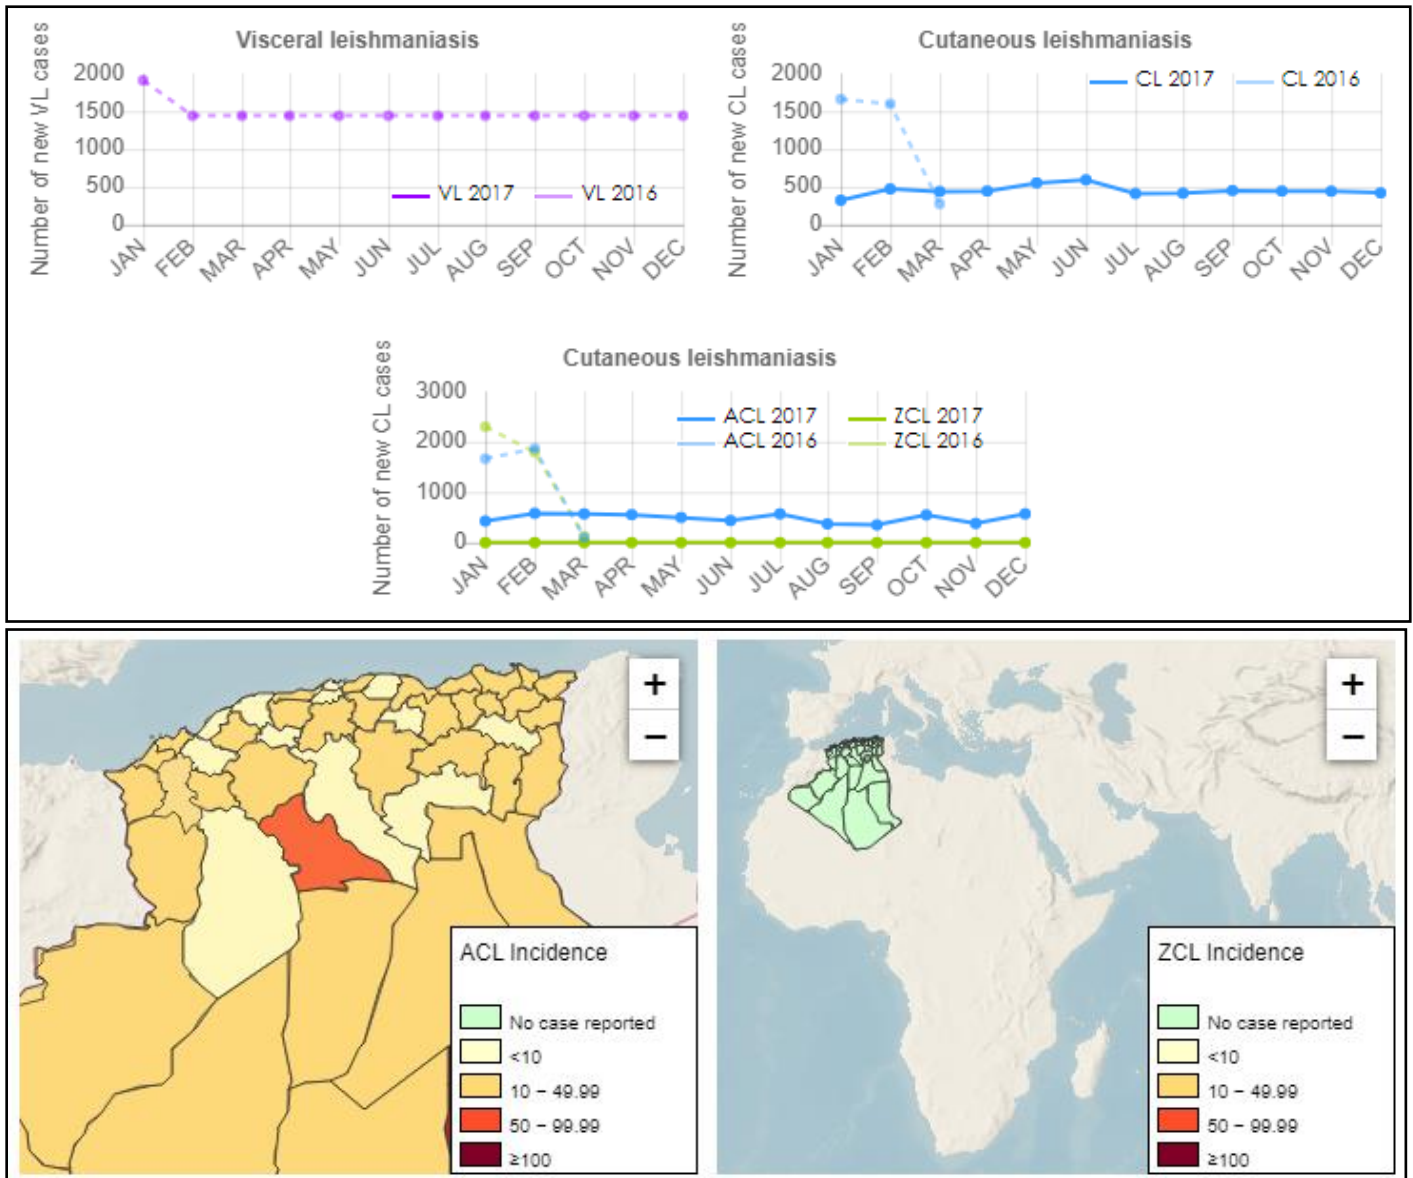 Visceral leishmaniasis
Number of new VL cases
2000
1500
1000
500
0
VL 2017 VL 2016
JAN FEB MAR APR MAY JUN JUL AUG SEP OCT NOV DEC
Cutaneous leishmaniasis
Number of new CL cases
2000
1500
1000
500
0
CL 2017 CL 2016
JAN FEB MAR APR MAY JUN JUL AUG SEP OCT NOV DEC
Cutaneous leishmaniasis
Number of new CL cases
3000
2000
1000
0
ACL 2017 ZCL 2017
ACL 2016 ZCL 2016
JAN FEB MAR APR MAY JUN JUL AUG SEP OCT NOV DEC
+
−
ACL Incidence
No case reported
<10
10 – 49.99
50 – 99.99
≥100
+
−
ZCL Incidence
No case reported
<10
10 – 49.99
50 – 99.99
≥100